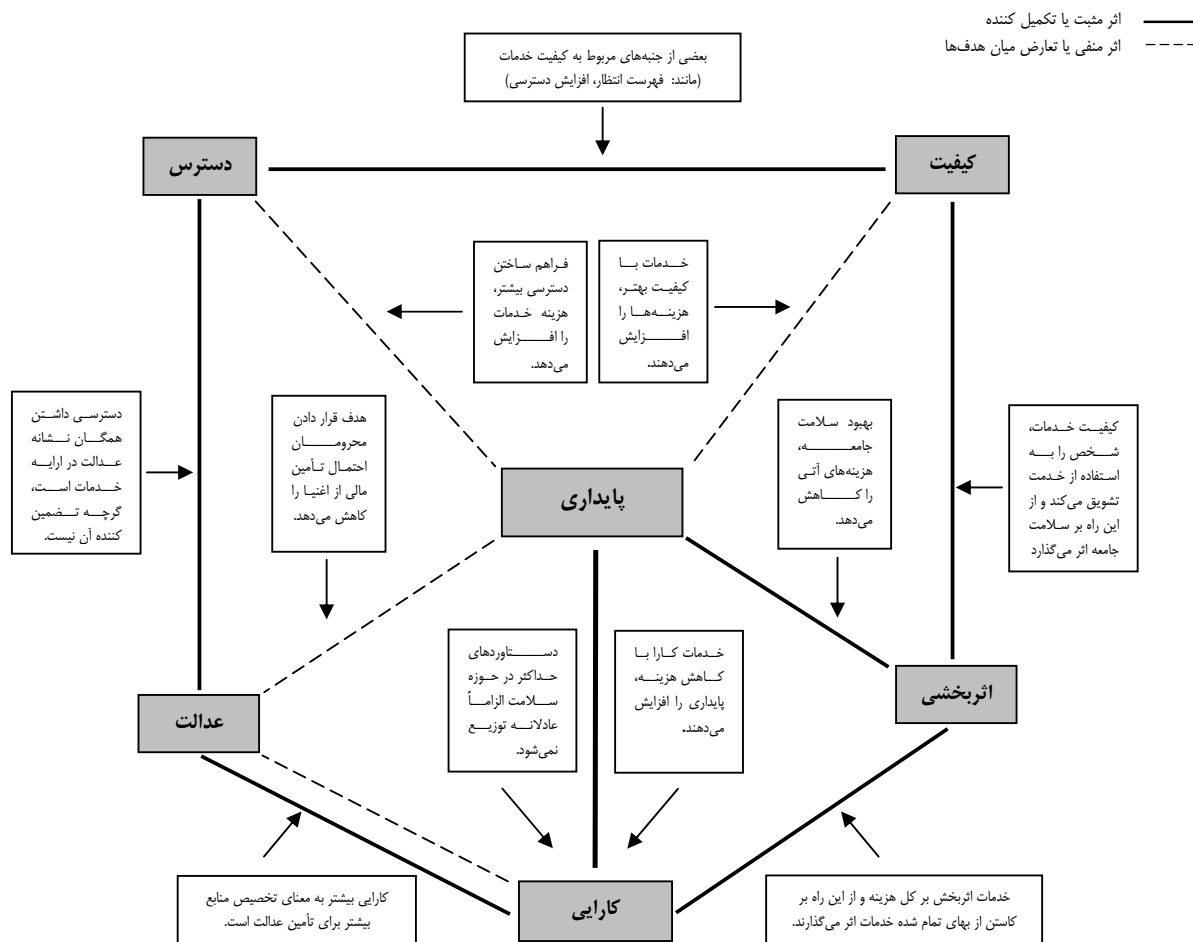 اثر مثبت یا تکمیل کننده
اثر منفی یا تعارض میان هدف‌ها
بعضی از جنبه‌های مربوط به کیفیت خدمات
(مانند: فهرست انتظار، افزایش دسترسی)
کیفیت
دسترس
خدمات با
کیفیت بهتر،
هزینه‌ها را
افزایش
می‌دهند.
فراهم ساختن
دسترسی بیشتر،
هزینه خدمات
را افزایش
می‌دهد.
کیفیت خدمات،
شخص را به
استفاده از خدمت
تشویق می‌کند و از
این راه بر سلامت
جامعه اثر می‌گذارد
بهبود سلامت
جامعه،
هزینه‌های آتی
را کاهش
می‌دهد.
هدف قرار دادن
محرومان
احتمال تأمین
مالی از اغنیا را
کاهش می‌دهد.
دسترسی داشتن
همگان نشانه
عدالت در ارایه
خدمات است،
گرچه تضمین
کننده آن نیست.
پایداری
خدمات کارا با
کاهش هزینه،
پایداری را افزایش
می‌دهند.
دستاوردهای
حداکثر در حوزه
سلامت الزاماً
عادلانه توزیع
نمی‌شود.
اثربخشی
عدالت
خدمات اثربخش بر کل هزینه و از این راه بر
کاستن از بهای تمام شده خدمات اثر می‌گذارند.
کارایی
کارایی بیشتر به معنای تخصیص منابع
بیشتر برای تأمین عدالت است.